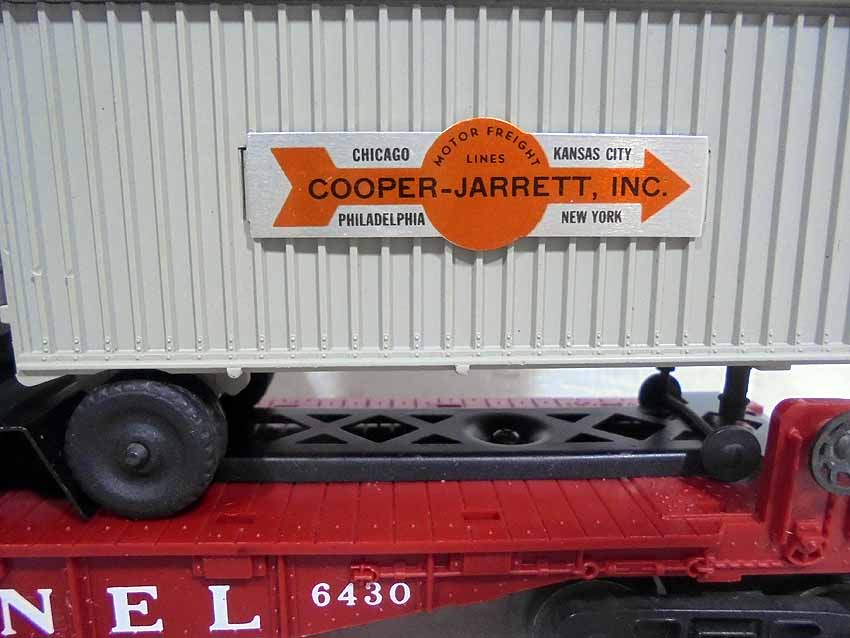 MOTOR FREIGHT
LINES
CHICAGO KANSAS CITY
COOPER-JARRETT, INC.
PHILADELPHIA NEW YORK
NEL 6430